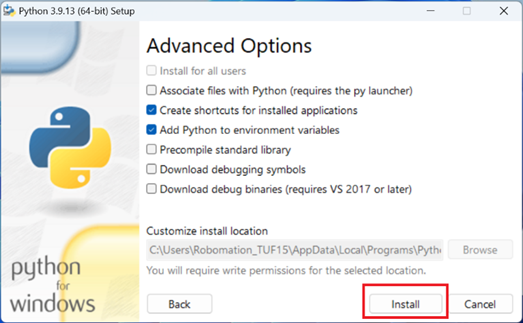 Python 3.9.13 (64-bit) Setup
Advanced Options
Install for all users
Associate files with Python (requires the py launcher)
Create shortcuts for installed applications
Add Python to environment variables
Precompile standard library
Download debugging symbols
Download debug binaries (requires VS 2017 or later)
Customize install location
C:\Users\Robomation_TUF15\AppData\Local\Programs\Pytho
Browse
You will require write permissions for the selected location.
python
for
windows
Back
Install
Cancel